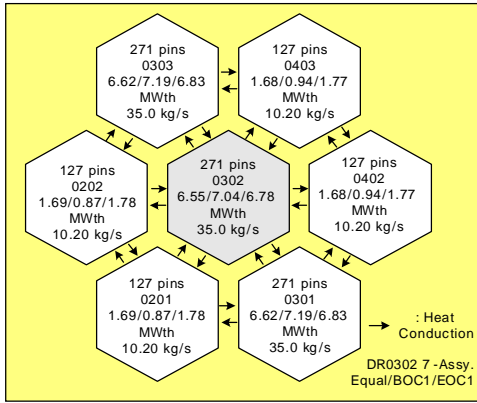 271 pins
0303
6.62/7.19/6.83
MWth
35.0 kg/s
127 pins
0403
1.68/0.94/1.77
MWth
10.20 kg/s
127 pins
0202
1.69/0.87/1.78
MWth
10.20 kg/s
271 pins
0302
6.55/7.04/6.78
MWth
35.0 kg/s
127 pins
0402
1.68/0.94/1.77
MWth
10.20 kg/s
127 pins
0201
1.69/0.87/1.78
MWth
10.20 kg/s
271 pins
0301
6.62/7.19/6.83
MWth
35.0 kg/s
: Heat
Conduction
DR0302 7 -Assy.
Equal/BOC1/EOC1